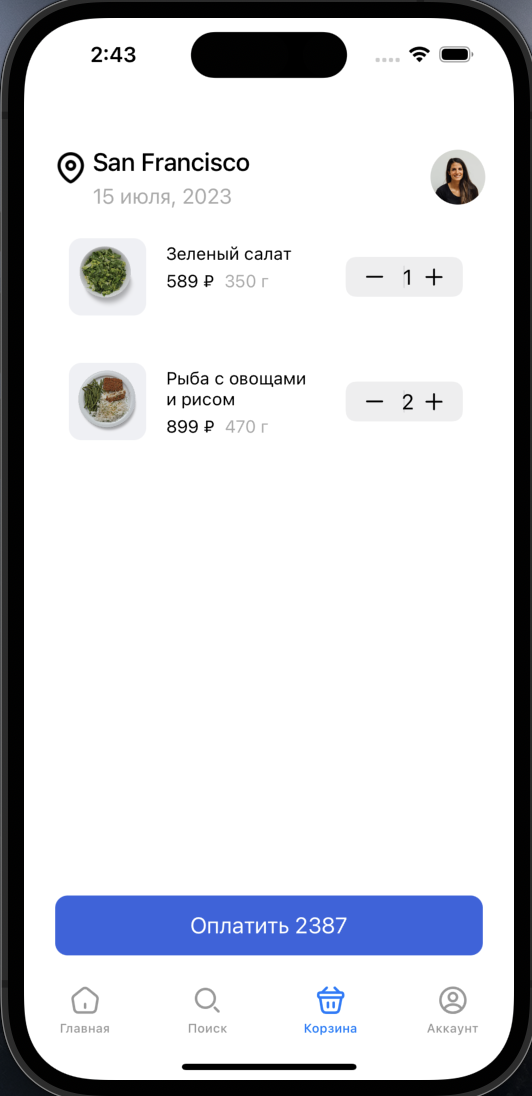 2:43
San Francisco
15 июля, 2023
Зеленый салат
589 ₽ 350 г
− 1 +
Рыба с овощами
и рисом
899 ₽ 470 г
− 2 +
Оплатить 2387
Главная
Поиск
Корзина
Аккаунт